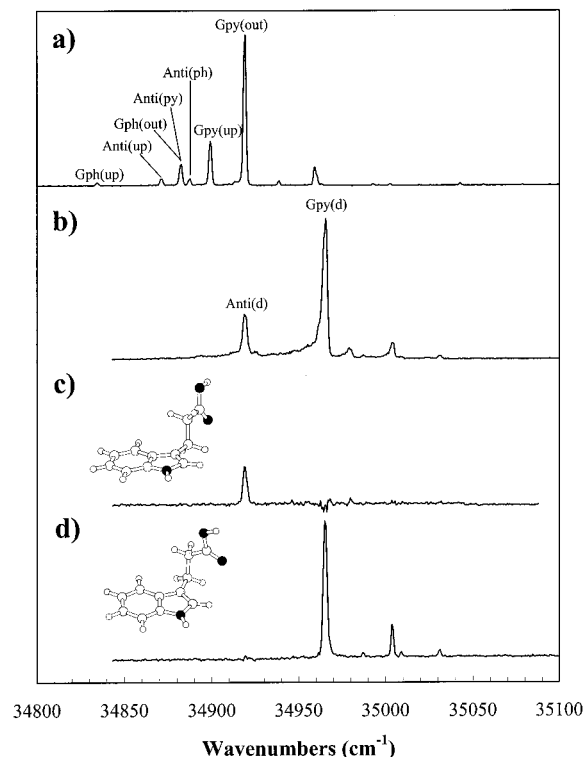 Gpy(out)
a)
Anti(ph)
Anti(py)
Gph(out)
Gpy(up)
Anti(up)
Gph(up)
Gpy(d)
b)
Anti(d)
c)
d)
34800 34850 34900 34950 35000 35050 35100
Wavenumbers (cm⁻¹)